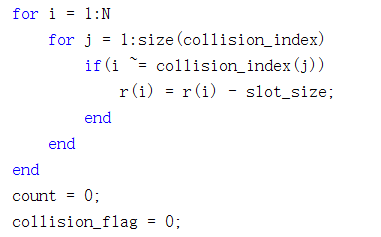 for i = 1:N
for j = 1:size(collision_index)
if(i ~= collision_index(j))
r(i) = r(i) - slot_size;
end
end
end
count = 0;
collision_flag = 0;